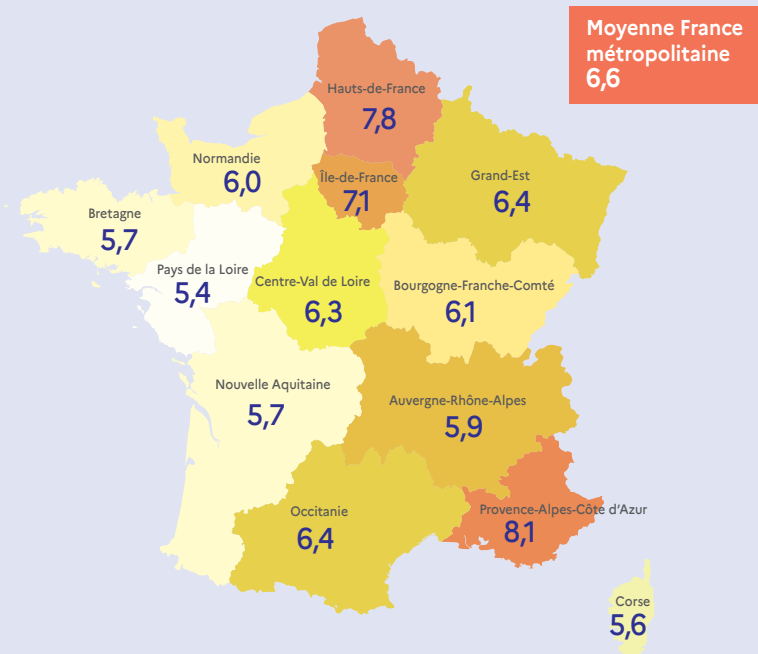 Moyenne France
métropolitaine
6,6
Hauts-de-France
7,8
Normandie
6,0
Île-de-France
7,1
Grand-Est
6,4
Bretagne
5,7
Pays de la Loire
5,4
Centre-Val de Loire
6,3
Bourgogne-Franche-Comté
6,1
Nouvelle Aquitaine
5,7
Auvergne-Rhône-Alpes
5,9
Occitanie
6,4
Provence-Alpes-Côte d'Azur
8,1
Corse
5,6